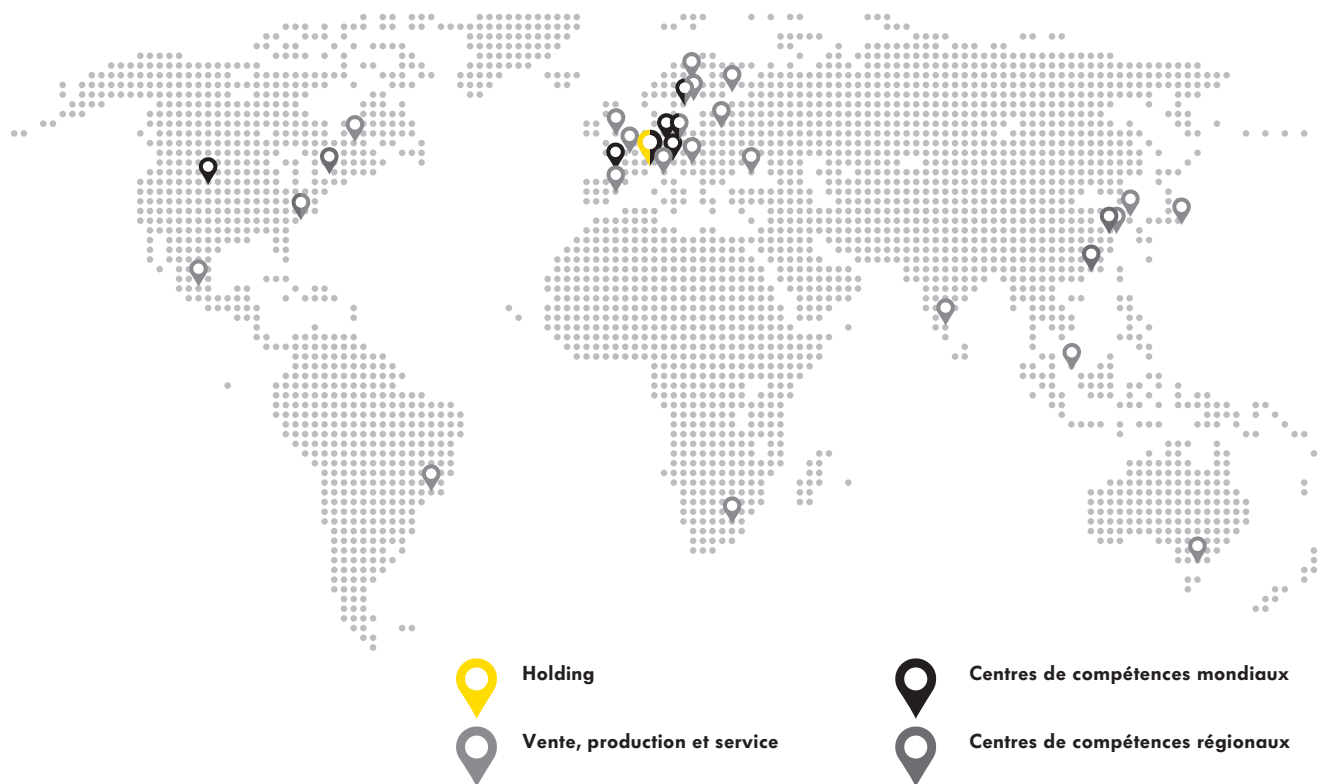 Holding
Centres de compétences mondiaux
Vente, production et service
Centres de compétences régionaux